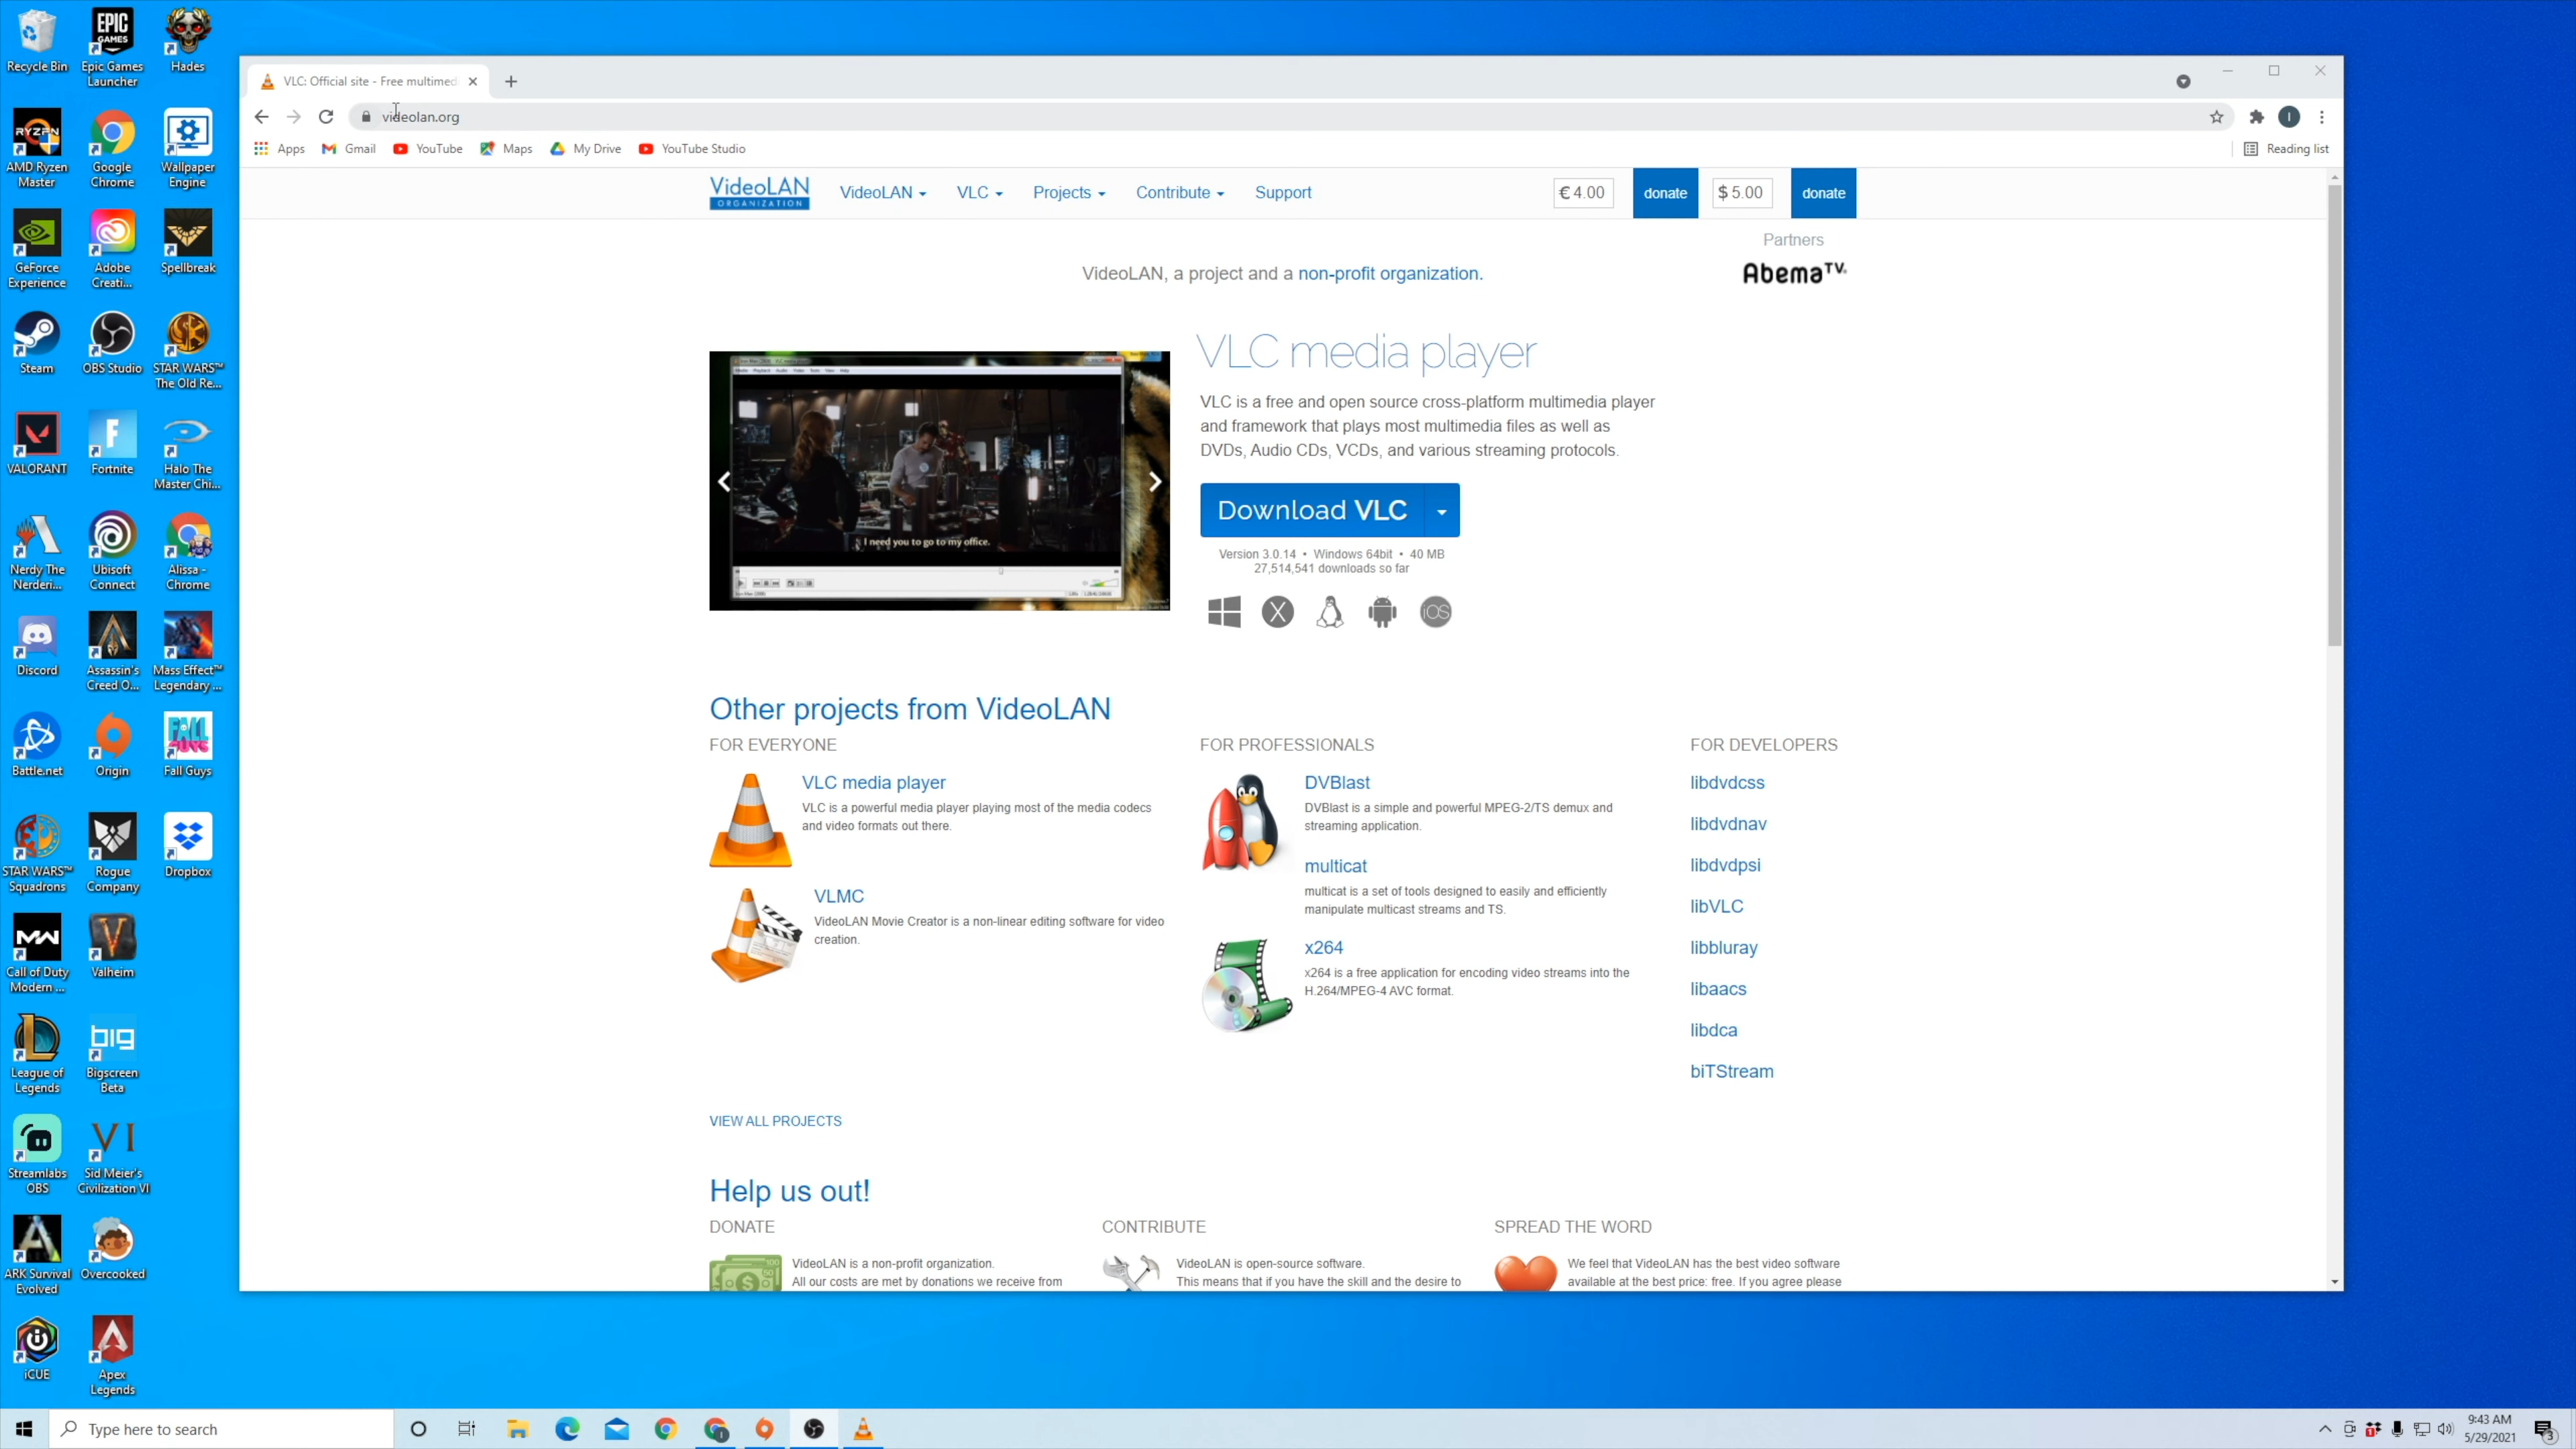 Recycle Bin
EPIC GAMES
Epic Games Launcher
Hades
RYZEN
AMD Ryzen Master
Google Chrome
Wallpaper Engine
GeForce Experience
Adobe Creati...
Spellbreak
Steam
OBS Studio
STAR WARS™ The Old Re...
VALORANT
F
Fortnite
Halo The Master Chi...
Nerdy The Nerderi...
Ubisoft Connect
Alissa - Chrome
Discord
Assassin's Creed O...
Mass Effect™ Legendary ...
Battle.net
Origin
FALL GUYS
Fall Guys
STAR WARS™ Squadrons
Rogue Company
Dropbox
MW
Call of Duty Modern ...
V
Valheim
League of Legends
big
Bigscreen Beta
Streamlabs OBS
VI
Sid Meier's Civilization VI
ARK Survival Evolved
Overcooked
iCUE
Apex Legends
VLC: Official site - Free multimed
videolan.org
Apps
Gmail
YouTube
Maps
My Drive
YouTube Studio
Reading list
VideoLAN
ORGANIZATION
VideoLAN
VLC
Projects
Contribute
Support
€ 4.00
donate
$ 5.00
donate
Partners
AbemaTV.
VideoLAN, a project and a non-profit organization.
I need you to go to my office.
VLC media player
VLC is a free and open source cross-platform multimedia player
and framework that plays most multimedia files as well as
DVDs, Audio CDs, VCDs, and various streaming protocols.
Download VLC
Version 3.0.14 • Windows 64bit • 40 MB
27,514,541 downloads so far
X
iOS
Other projects from VideoLAN
FOR EVERYONE
VLC media player
VLC is a powerful media player playing most of the media codecs
and video formats out there.
VLMC
VideoLAN Movie Creator is a non-linear editing software for video
creation.
FOR PROFESSIONALS
DVBlast
DVBlast is a simple and powerful MPEG-2/TS demux and
streaming application.
multicat
multicat is a set of tools designed to easily and efficiently
manipulate multicast streams and TS.
x264
x264 is a free application for encoding video streams into the
H.264/MPEG-4 AVC format.
FOR DEVELOPERS
libdvdcss
libdvdnav
libdvdpsi
libVLC
libbluray
libaacs
libdca
biTStream
VIEW ALL PROJECTS
Help us out!
DONATE
VideoLAN is a non-profit organization.
All our costs are met by donations we receive from
CONTRIBUTE
VideoLAN is open-source software.
This means that if you have the skill and the desire to
SPREAD THE WORD
We feel that VideoLAN has the best video software
available at the best price: free. If you agree please
Type here to search
9:43 AM
5/29/2021
3